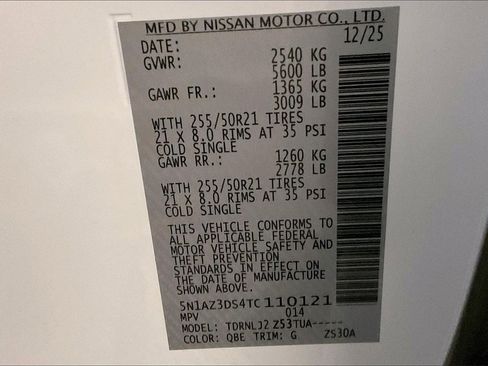 MFD BY NISSAN MOTOR CO., LTD.
DATE: 12/25
GVWR: 2540 KG
5600 LB
GAWR FR.: 1365 KG
3009 LB
WITH 255/50R21 TIRES
21 X 8.0 RIMS AT 35 PSI
COLD SINGLE
GAWR RR.: 1260 KG
2778 LB
WITH 255/50R21 TIRES
21 X 8.0 RIMS AT 35 PSI
COLD SINGLE
THIS VEHICLE CONFORMS TO
ALL APPLICABLE FEDERAL
MOTOR VEHICLE SAFETY AND
THEFT PREVENTION
STANDARDS IN EFFECT ON
THE DATE OF MANUFACTURE
SHOWN ABOVE.
5N1AZ3DS4TC110121
MPV 014
MODEL: Z53TUA-----
COLOR: QBE TRIM: G ZS30A